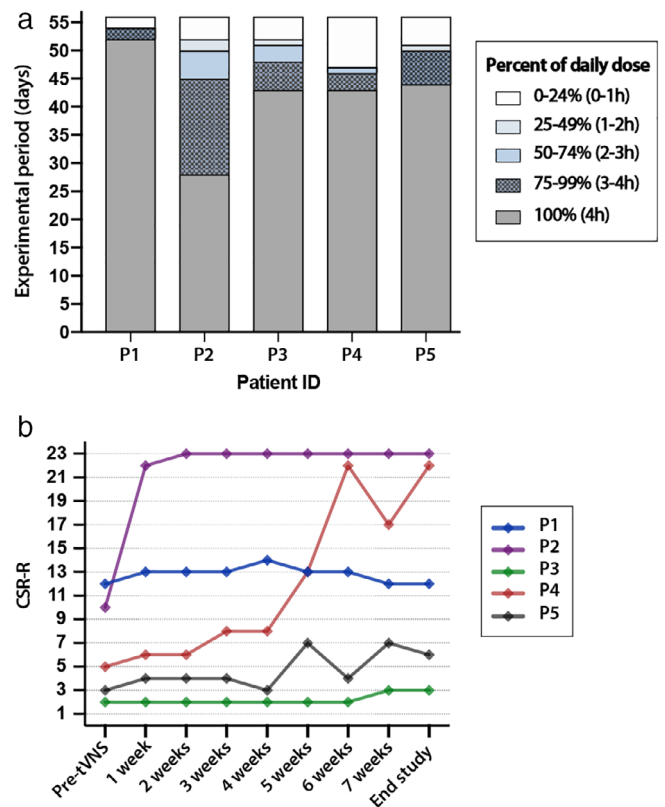 a
Experimental period (days)
55
50
45
40
35
30
25
20
15
10
5
0
P1 P2 P3 P4 P5
Patient ID
Percent of daily dose
0-24% (0-1h)
25-49% (1-2h)
50-74% (2-3h)
75-99% (3-4h)
100% (4h)
b
CSR-R
23
21
19
17
15
13
11
9
7
5
3
1
Pre-tVNS
1 week
2 weeks
3 weeks
4 weeks
5 weeks
6 weeks
7 weeks
End study
P1
P2
P3
P4
P5